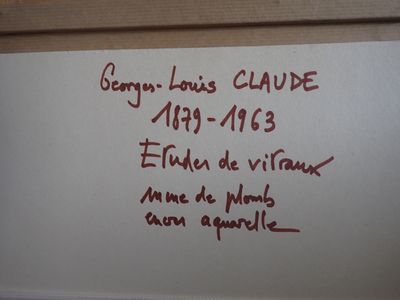 Georges-Louis CLAUDE
1879-1963
Etudes de vitraux
mine de plomb
encre aquarelle